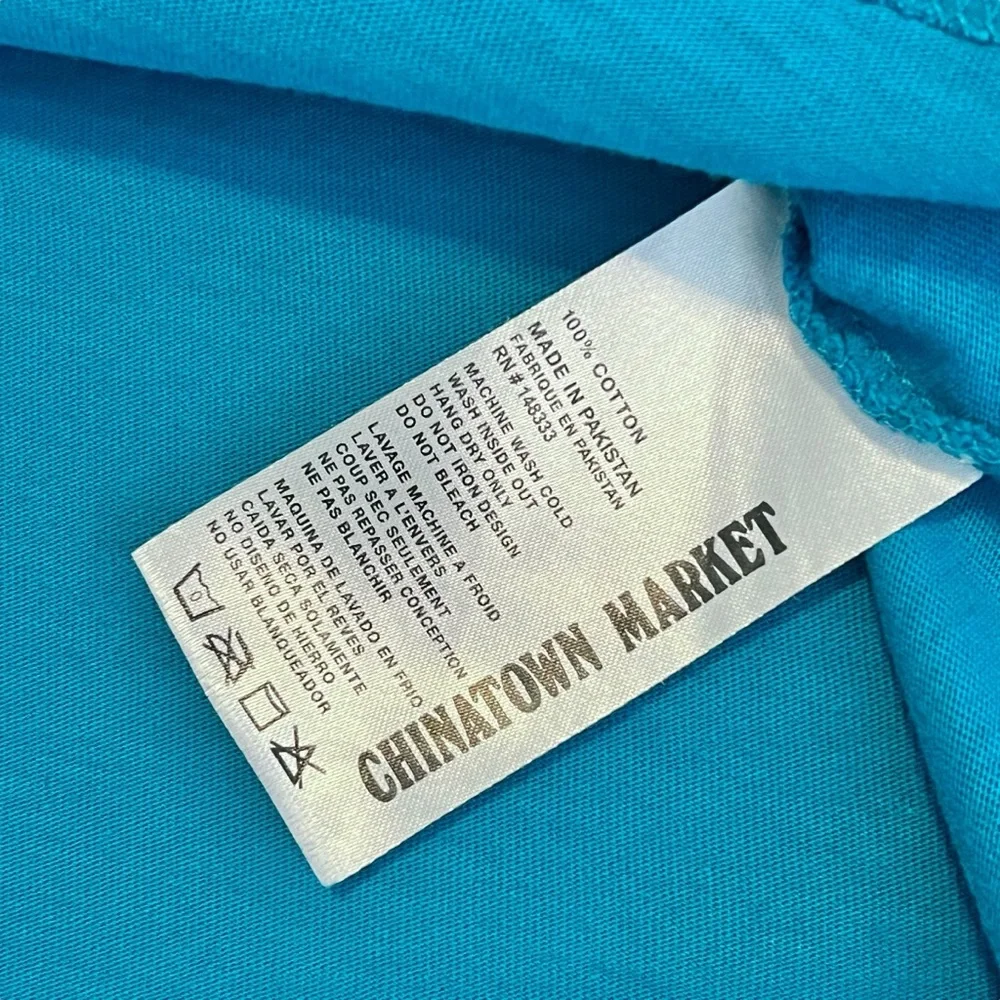 100% COTTON
MADE IN PAKISTAN
FABRIQUE EN PAKISTAN
RN # 148333
MACHINE WASH COLD
WASH INSIDE OUT
HANG DRY ONLY
DO NOT IRON DESIGN
DO NOT BLEACH
LAVAGE MACHINE A FROID
LAVER A L'ENVERS
COUP SEC SEULEMENT
NE PAS REPASSER CONCEPTION
NE PAS BLANCHIR
MAQUINA DE LAVADO EN FRIO
LAVAR POR EL REVES
CAIDA SECA SOLAMENTE
NO DISENO DE HIERRO
NO USAR BLANQUEADOR
CHINATOWN MARKET